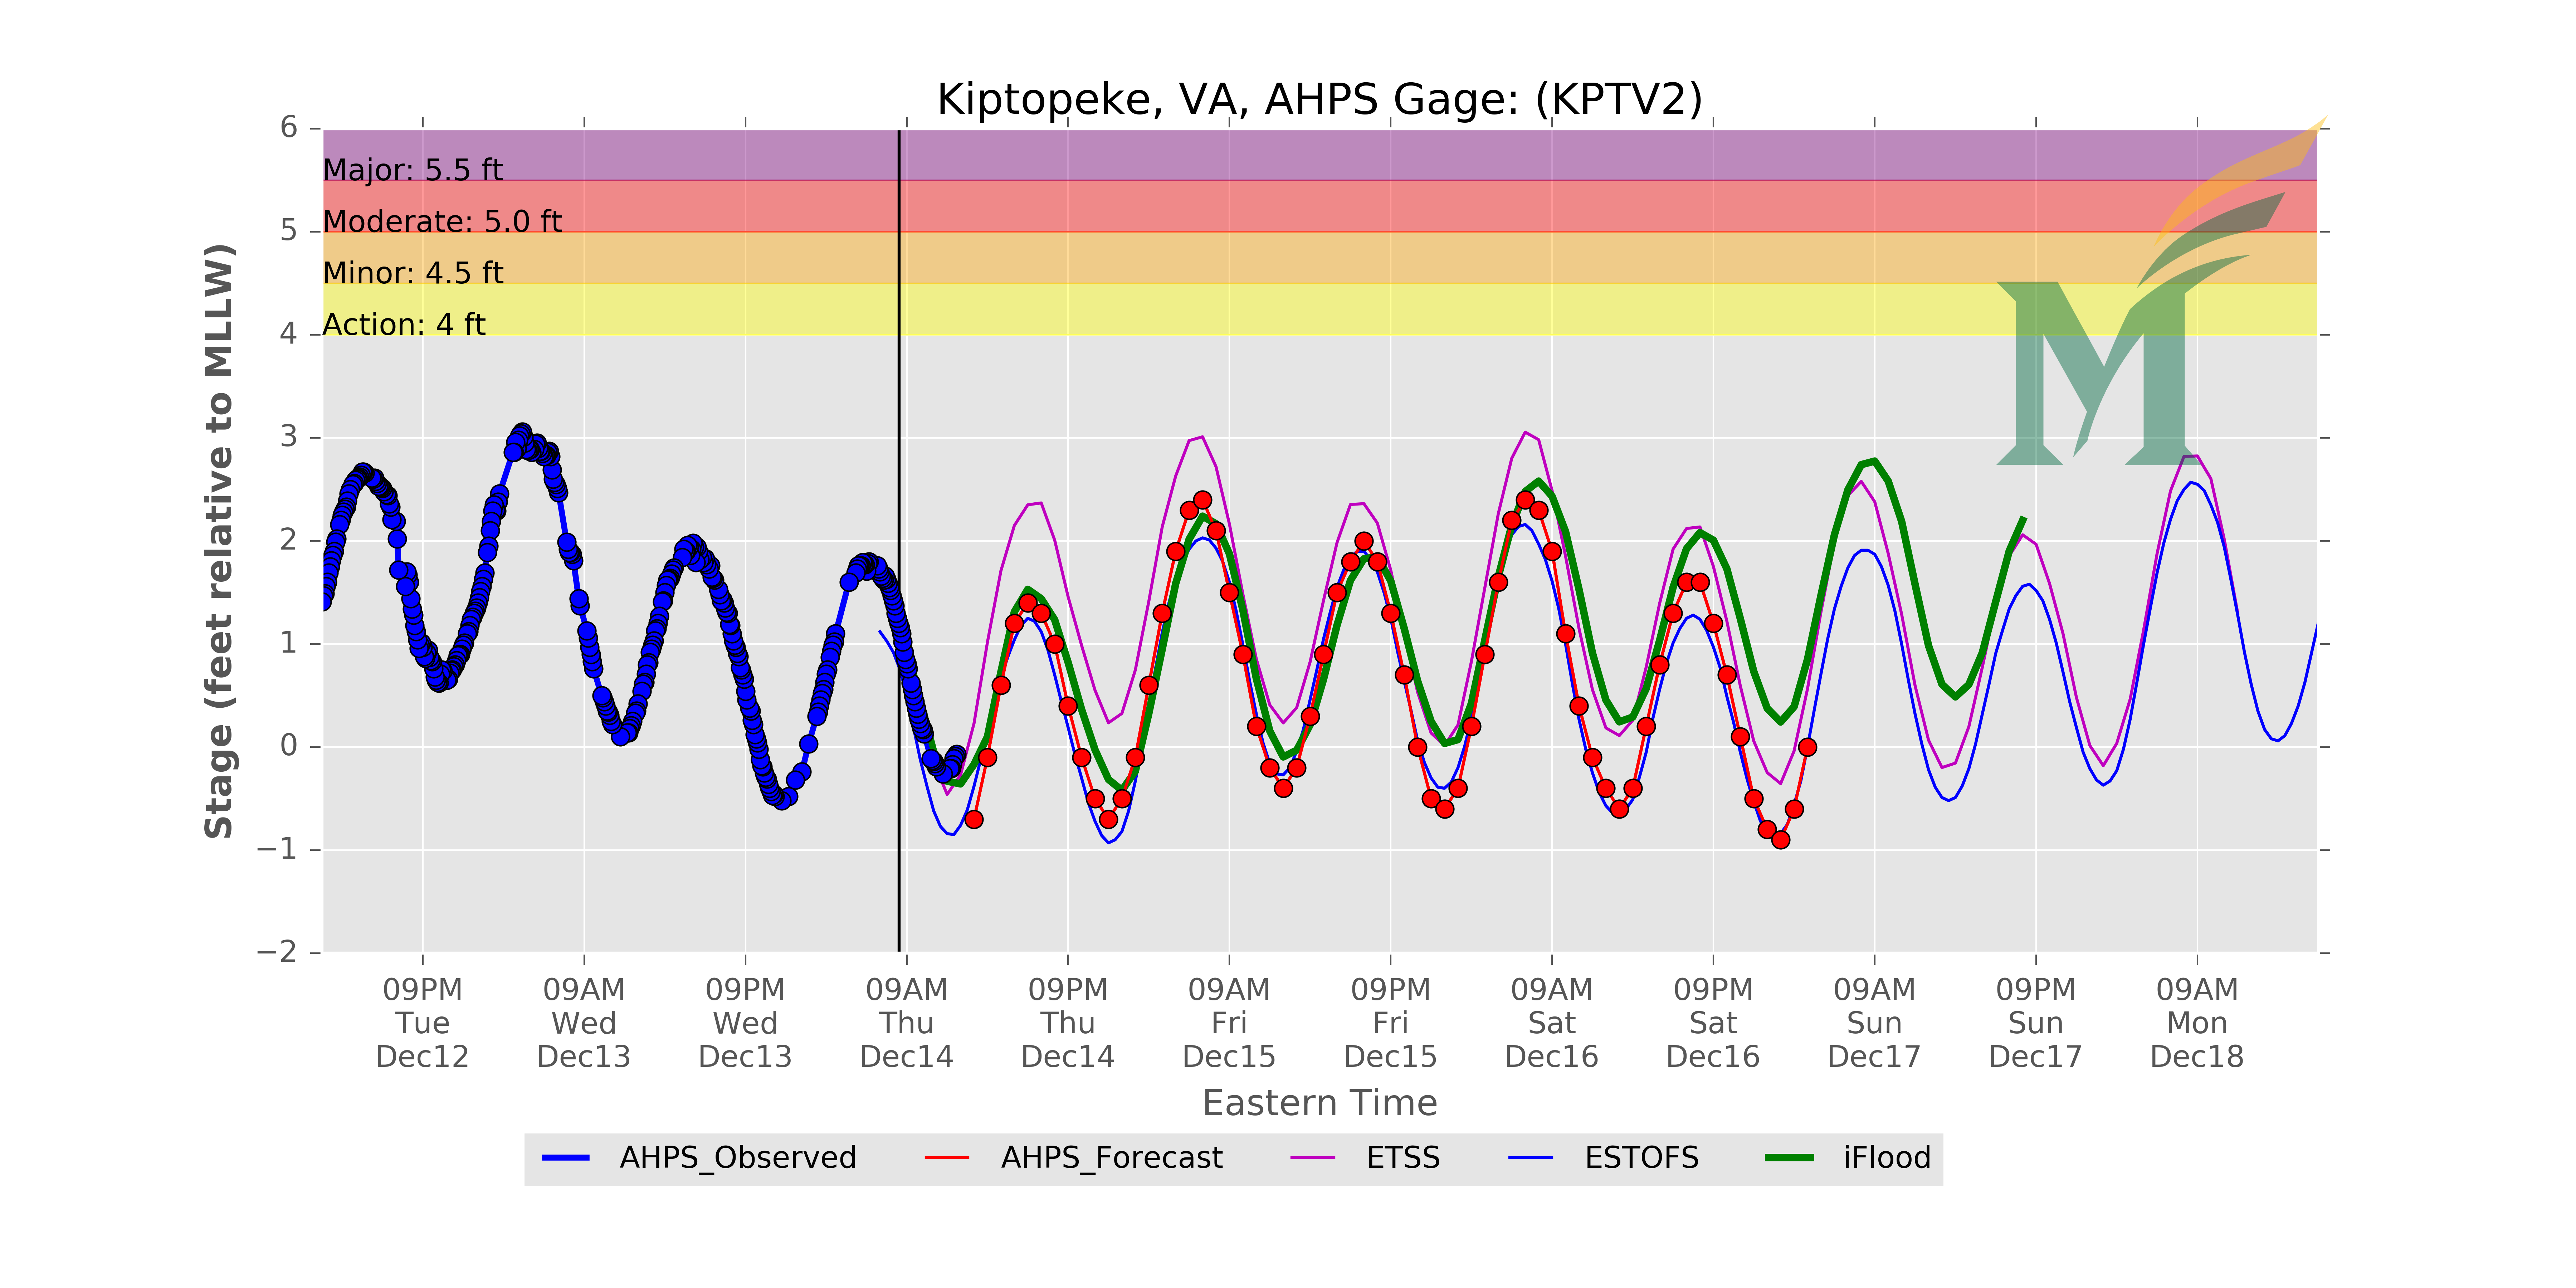 Kiptopeke, VA, AHPS Gage: (KPTV2)
Stage (feet relative to MLLW)
6
5
4
3
2
1
0
−1
−2
Major: 5.5 ft
Moderate: 5.0 ft
Minor: 4.5 ft
Action: 4 ft
M
09PM 09AM 09PM 09AM 09PM 09AM 09PM 09AM 09PM 09AM 09PM 09AM
Tue Wed Wed Thu Thu Fri Fri Sat Sat Sun Sun Mon
Dec12 Dec13 Dec13 Dec14 Dec14 Dec15 Dec15 Dec16 Dec16 Dec17 Dec17 Dec18
Eastern Time
AHPS_Observed AHPS_Forecast ETSS ESTOFS iFlood